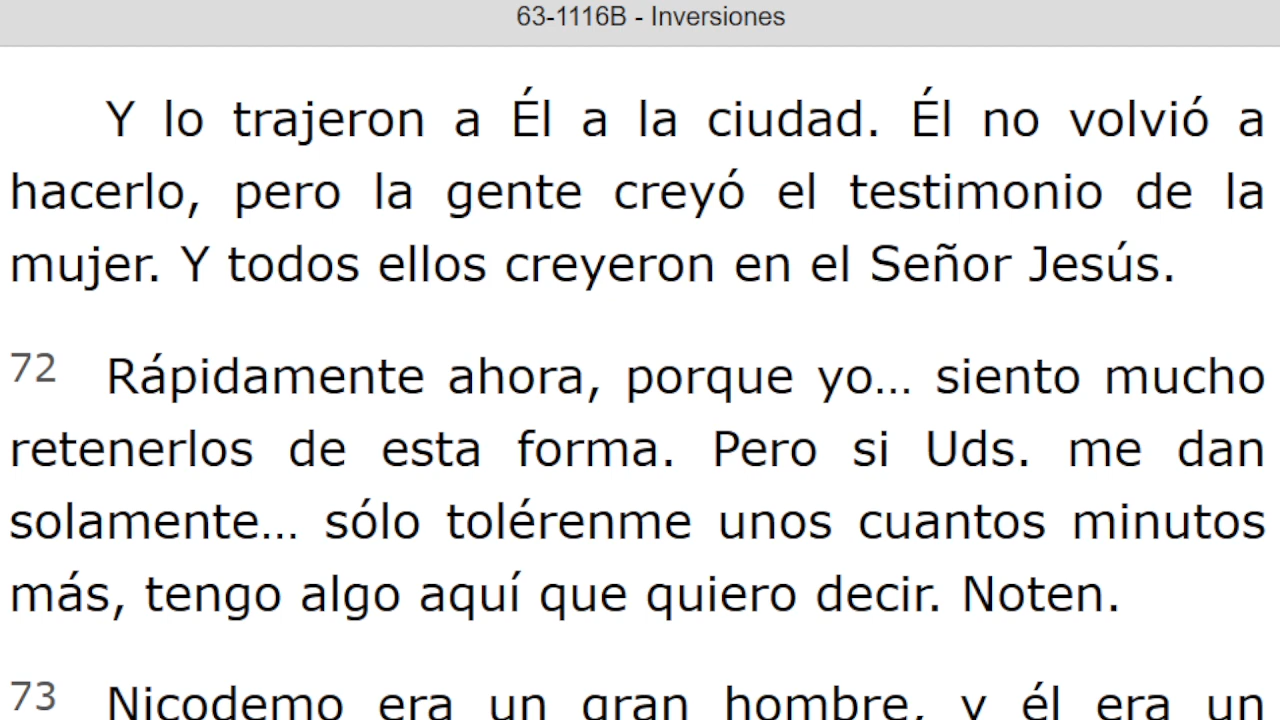 63-1116B - Inversiones
Y lo trajeron a Él a la ciudad. Él no volvió a
hacerlo, pero la gente creyó el testimonio de la
mujer. Y todos ellos creyeron en el Señor Jesús.
72 Rápidamente ahora, porque yo... siento mucho
retenerlos de esta forma. Pero si Uds. me dan
solamente... sólo tolérenme unos cuantos minutos
más, tengo algo aquí que quiero decir. Noten.
73 Nicodemo era un gran hombre, y él era un